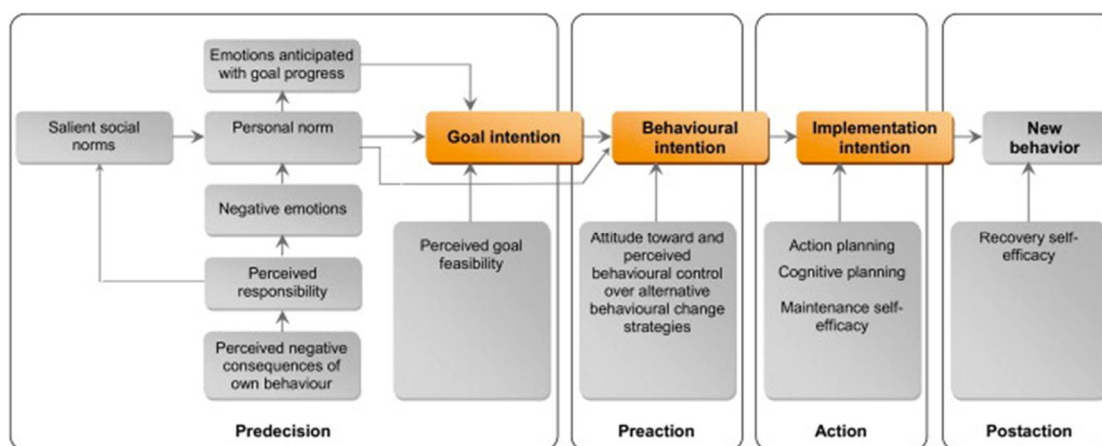 Emotions anticipated
with goal progress
Salient social
norms
Personal norm
Goal intention
Behavioural
intention
Implementation
intention
New
behavior
Negative emotions
Perceived
responsibility
Perceived negative
consequences of
own behaviour
Perceived goal
feasibility
Attitude toward and
perceived
behavioural control
over alternative
behavioural change
strategies
Action planning
Cognitive planning
Maintenance self-
efficacy
Recovery self-
efficacy
Predecision
Preaction
Action
Postaction